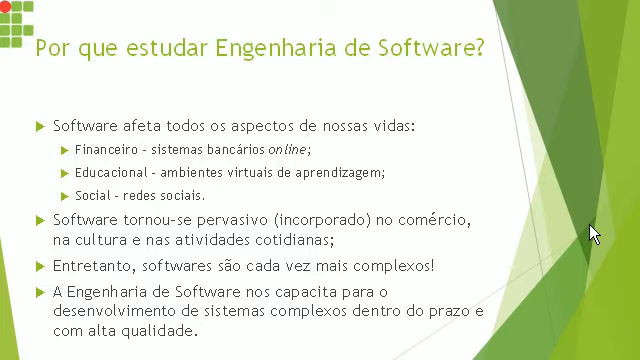 Por que estudar Engenharia de Software?
Software afeta todos os aspectos de nossas vidas:
Financeiro – sistemas bancários online;
Educacional – ambientes virtuais de aprendizagem;
Social – redes sociais.
Software tornou-se pervasivo (incorporado) no comércio,
na cultura e nas atividades cotidianas;
Entretanto, softwares são cada vez mais complexos!
A Engenharia de Software nos capacita para o
desenvolvimento de sistemas complexos dentro do prazo e
com alta qualidade.